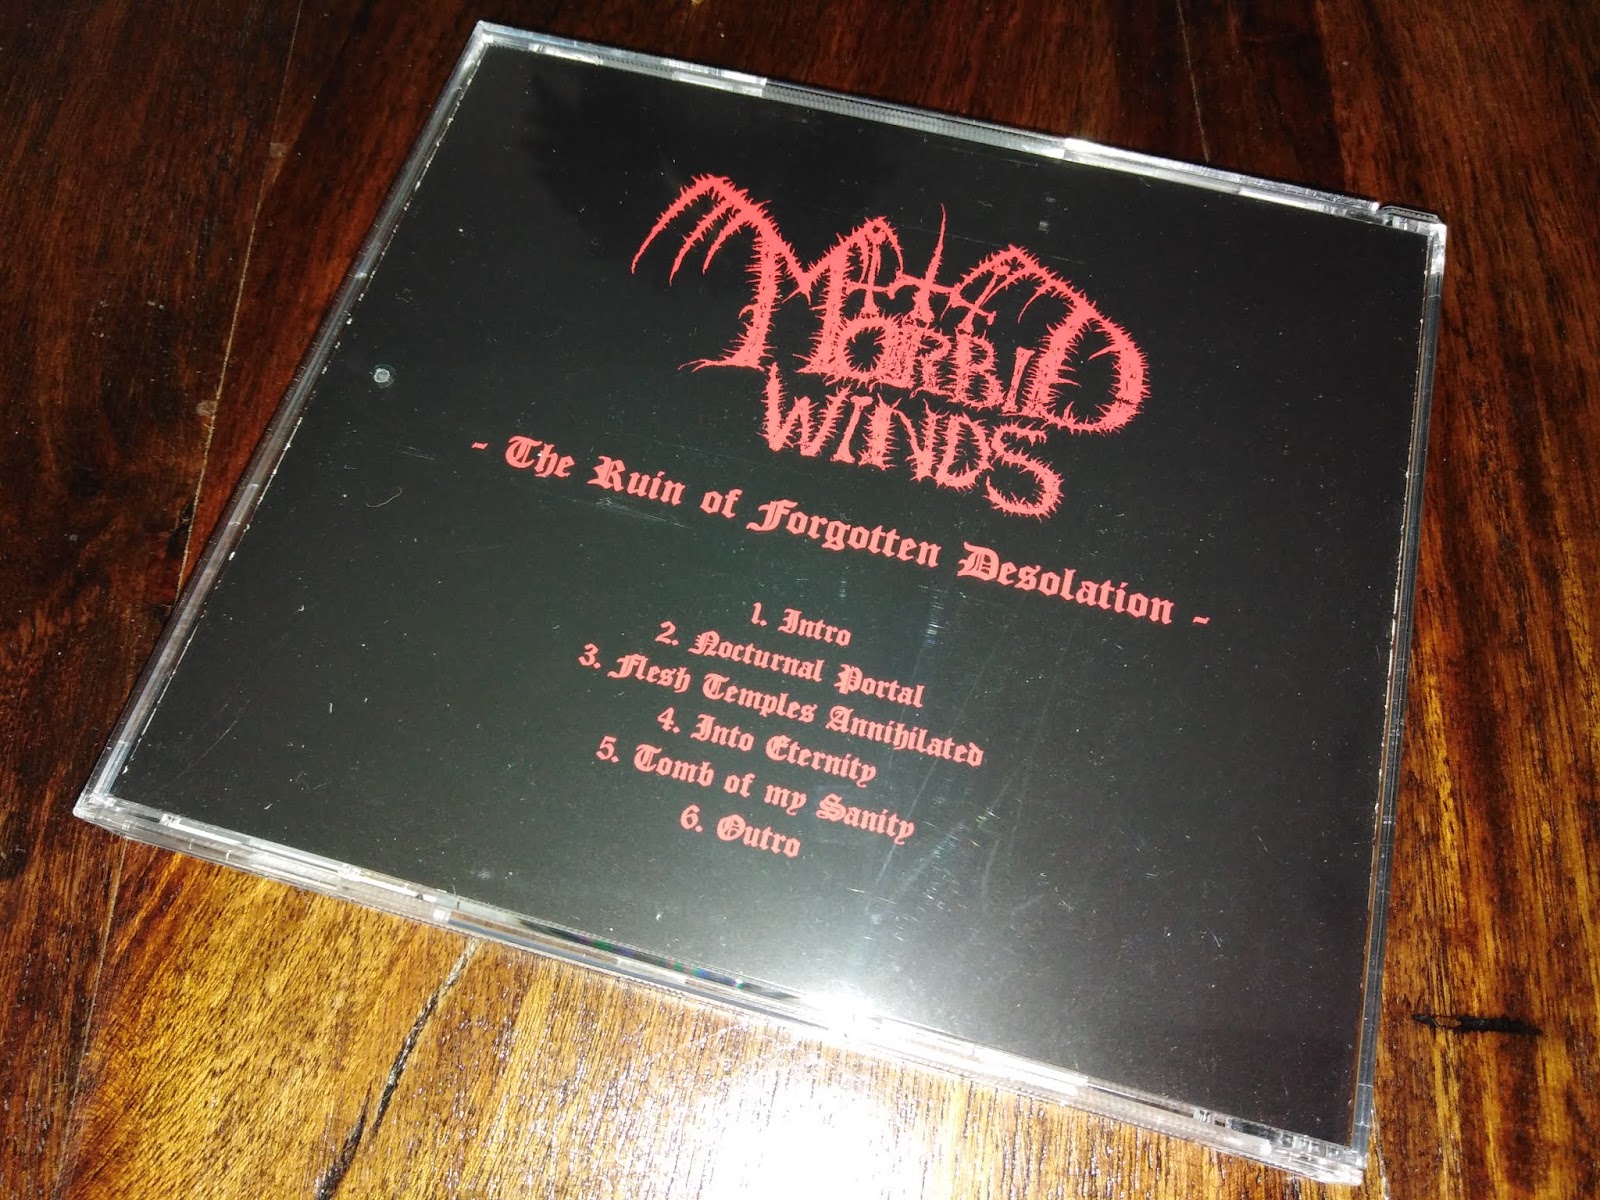 MORBID
WINDS
- The Ruin of Forgotten Desolation -
1. Intro
2. Nocturnal Portal
3. Flesh Temples Annihilated
4. Into Eternity
5. Tomb of my Sanity
6. Outro